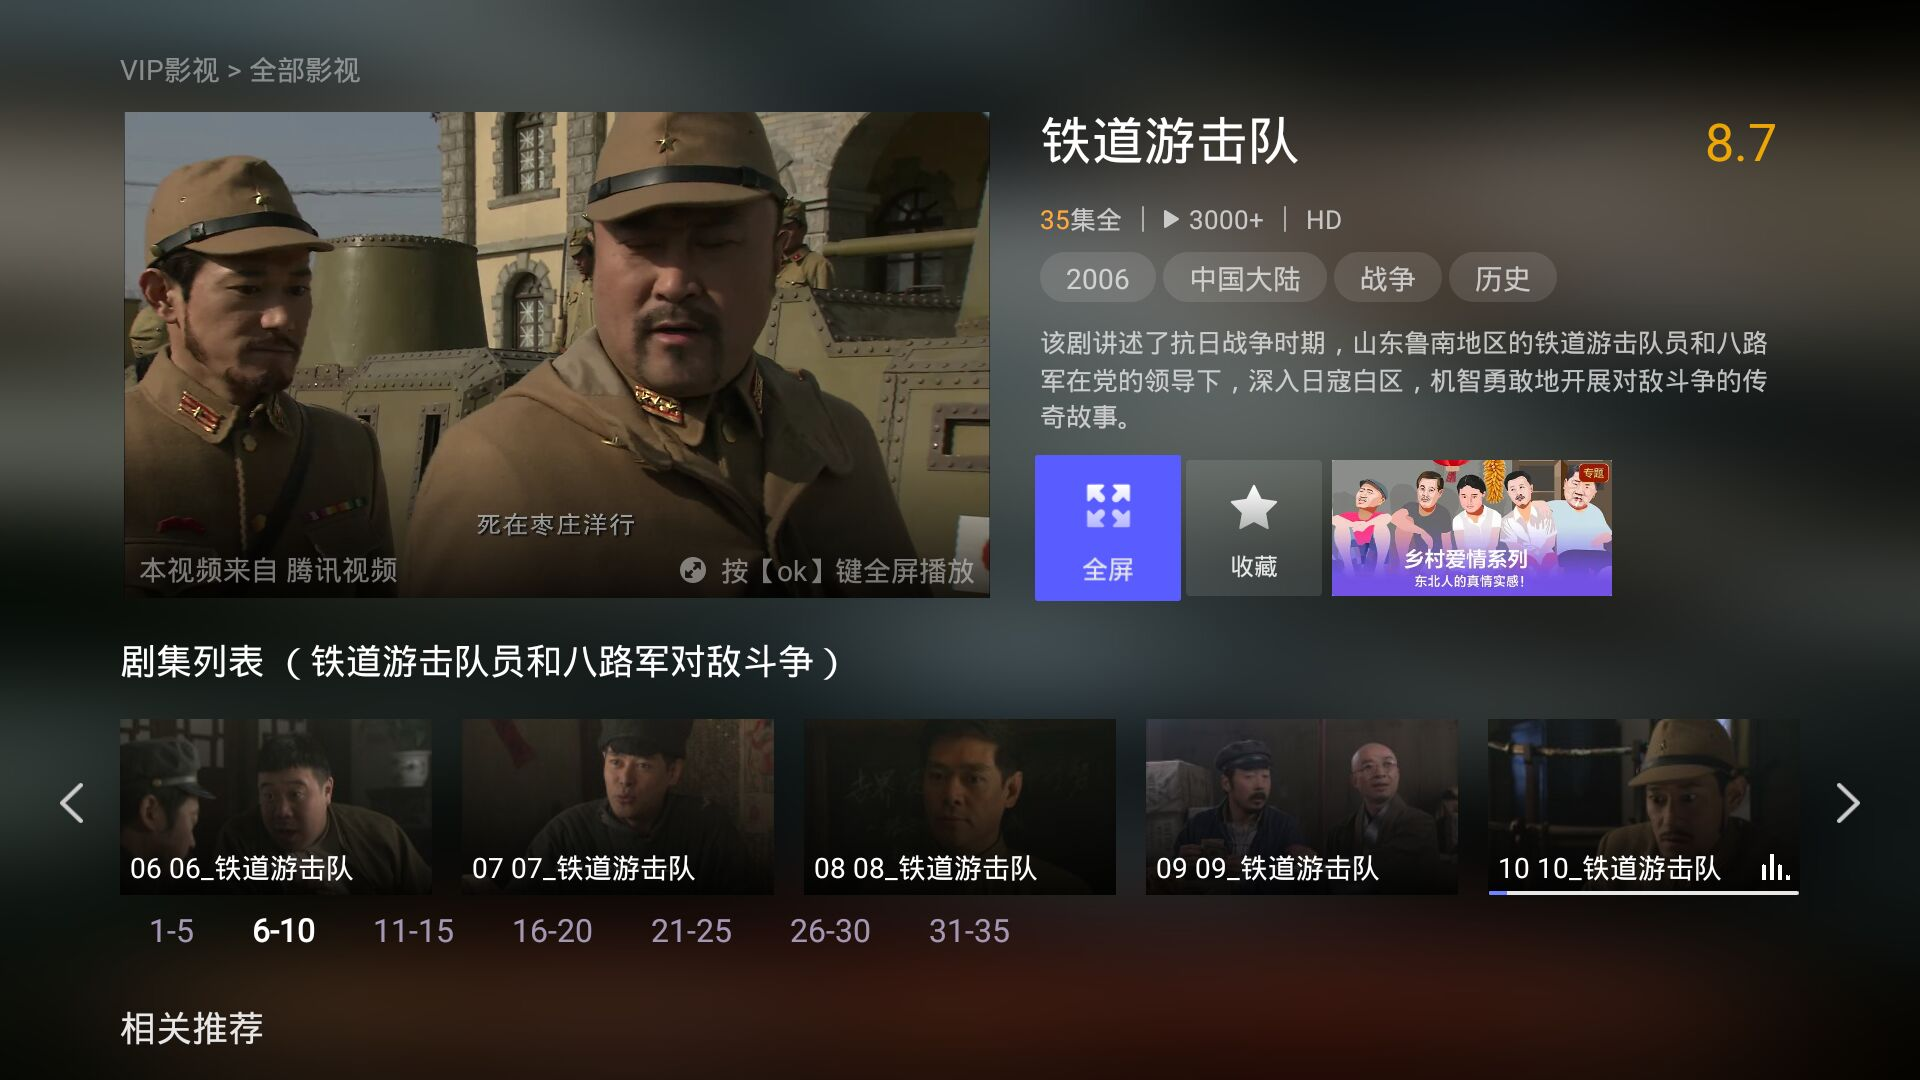 VIP影视 > 全部影视
铁道游击队
8.7
35集全 | 3000+ | HD
2006 中国大陆 战争 历史
该剧讲述了抗日战争时期，山东鲁南地区的铁道游击队员和八路
军在党的领导下，深入日寇白区，机智勇敢地开展对敌斗争的传
奇故事。
死在枣庄洋行
本视频来自 腾讯视频
按【ok】键全屏播放
全屏
收藏
专题
乡村爱情系列
东北人的真情实感!
剧集列表（铁道游击队员和八路军对敌斗争）
06 06_铁道游击队
07 07_铁道游击队
08 08_铁道游击队
09 09_铁道游击队
10 10_铁道游击队
1-5 6-10 11-15 16-20 21-25 26-30 31-35
相关推荐